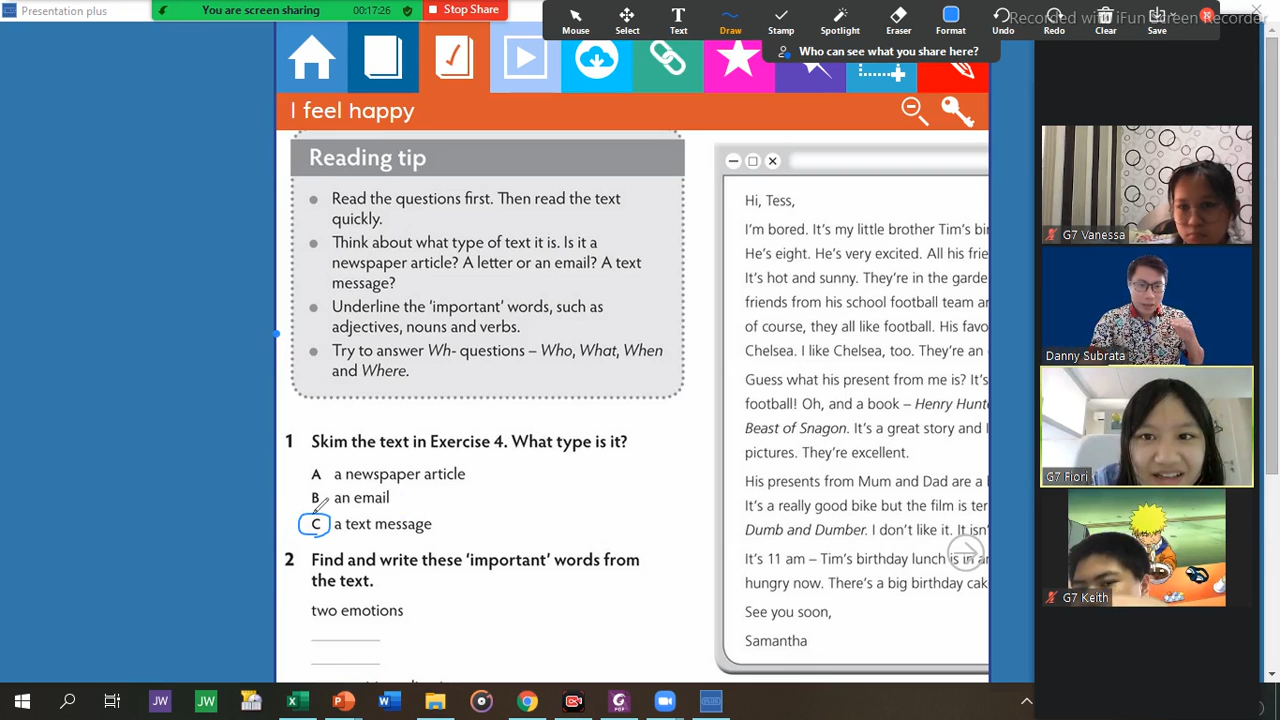 Presentation plus
You are screen sharing
00:17:26
Stop Share
Mouse
Select
Text
Draw
Stamp
Spotlight
Eraser
Format
Undo
Redo
Clear
Save
Recorded with iFun Screen Recorder
Who can see what you share here?
I feel happy
Reading tip
Read the questions first. Then read the text
quickly.
Think about what type of text it is. Is it a
newspaper article? A letter or an email? A text
message?
Underline the ‘important’ words, such as
adjectives, nouns and verbs.
Try to answer Wh- questions – Who, What, When
and Where.
1 Skim the text in Exercise 4. What type is it?
A a newspaper article
B an email
C a text message
2 Find and write these ‘important’ words from
the text.
two emotions
Hi, Tess,
I’m bored. It’s my little brother Tim’s bir
He’s eight. He’s very excited. All his frie
It’s hot and sunny. They’re in the garde
friends from his school football team a
of course, they all like football. His favo
Chelsea. I like Chelsea, too. They’re an
Guess what his present from me is? It’s
football! Oh, and a book – Henry Hunte
Beast of Snagon. It’s a great story and I
pictures. They’re excellent.
His presents from Mum and Dad are a
It’s a really good bike but the film is ter
Dumb and Dumber. I don’t like it. It isn’
It’s 11 am – Tim’s birthday lunch is in a
hungry now. There’s a big birthday cak
See you soon,
Samantha
G7 Vanessa
Danny Subrata
G7 Fiori
G7 Keith
JW
JW
PLUS